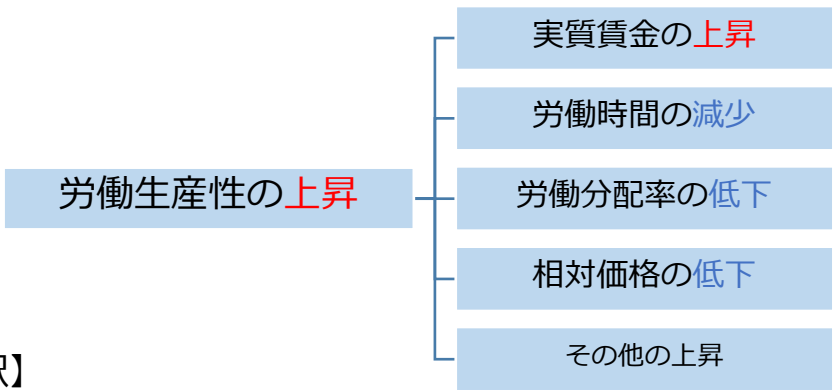 実質賃金の上昇
労働時間の減少
労働生産性の上昇
労働分配率の低下
相対価格の低下
その他の上昇
】